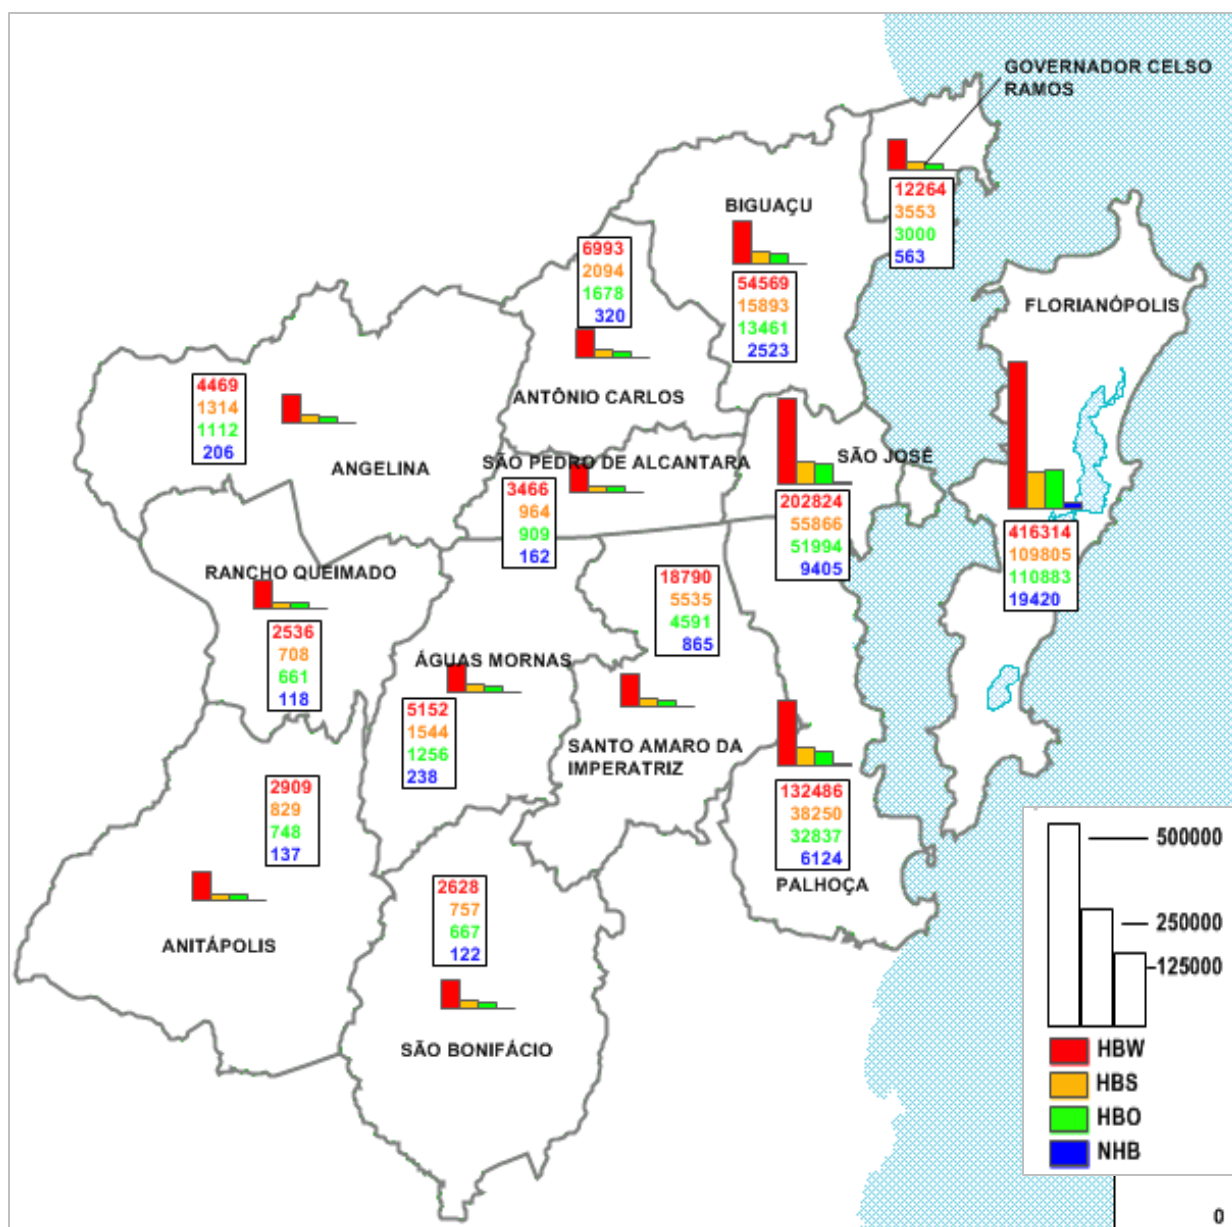 GOVERNADOR CELSO
RAMOS
12264
3553
3000
563
BIGUAÇU
54569
15893
13461
2523
6993
2094
1678
320
ANTÔNIO CARLOS
FLORIANÓPOLIS
416314
109805
110883
19420
4469
1314
1112
206
ANGELINA
SÃO PEDRO DE ALCANTARA
3466
964
909
162
SÃO JOSÉ
202824
55866
51994
9405
RANCHO QUEIMADO
2536
708
661
118
18790
5535
4591
865
SANTO AMARO DA
IMPERATRIZ
ÁGUAS MORNAS
5152
1544
1256
238
132486
38250
32837
6124
PALHOÇA
2909
829
748
137
ANITÁPOLIS
2628
757
667
122
SÃO BONIFÁCIO
500000
250000
125000
HBW
HBS
HBO
NHB
0